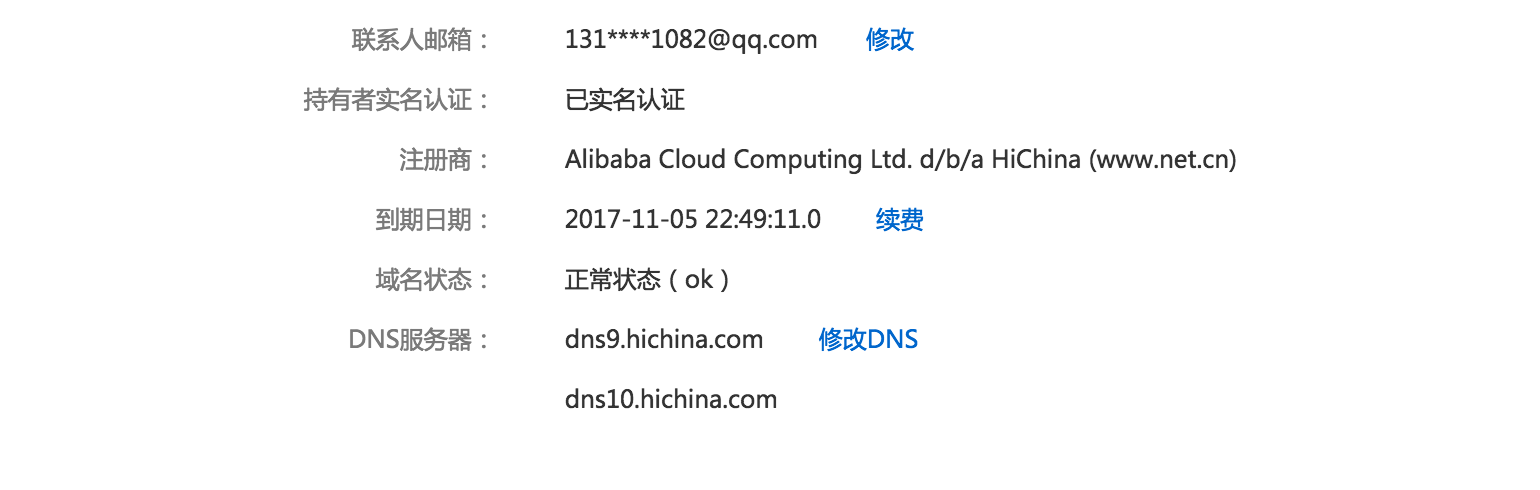 联系人邮箱： 131****1082@qq.com 修改
持有者实名认证： 已实名认证
注册商： Alibaba Cloud Computing Ltd. d/b/a HiChina (www.net.cn)
到期日期： 2017-11-05 22:49:11.0 续费
域名状态： 正常状态（ok）
DNS服务器： dns9.hichina.com 修改DNS
dns10.hichina.com